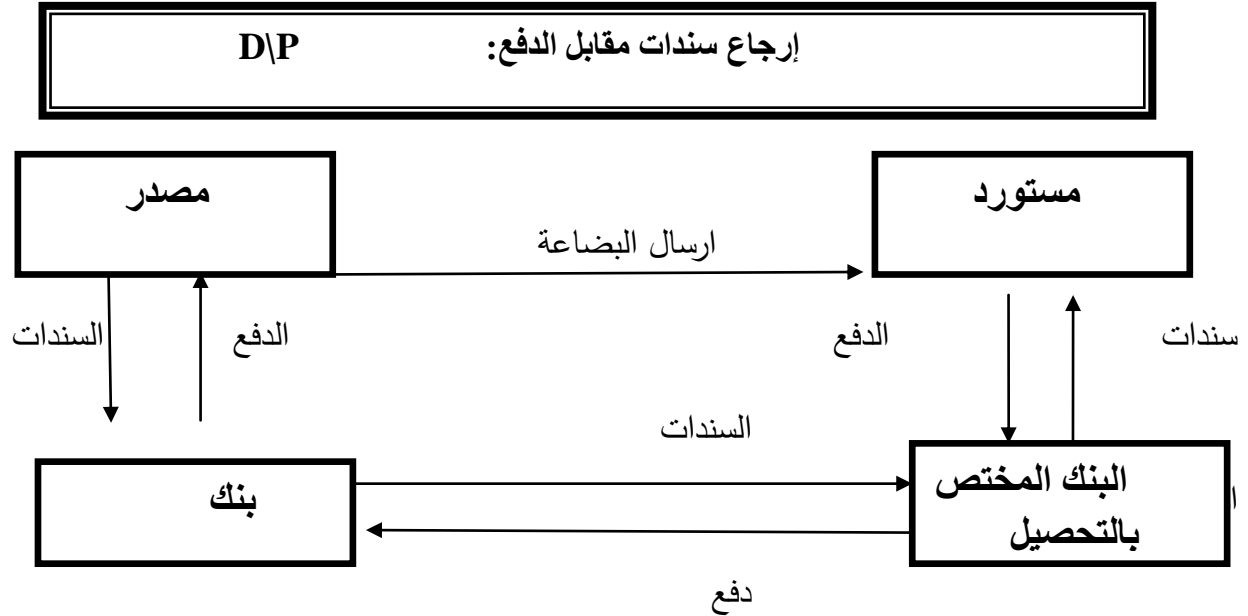 إرجاع سندات مقابل الدفع: D\P
مستورد
مصدر
ارسال البضاعة
سندات
الدفع
الدفع
السندات
السندات
البنك المختص
بالتحصيل
بنك
دفع